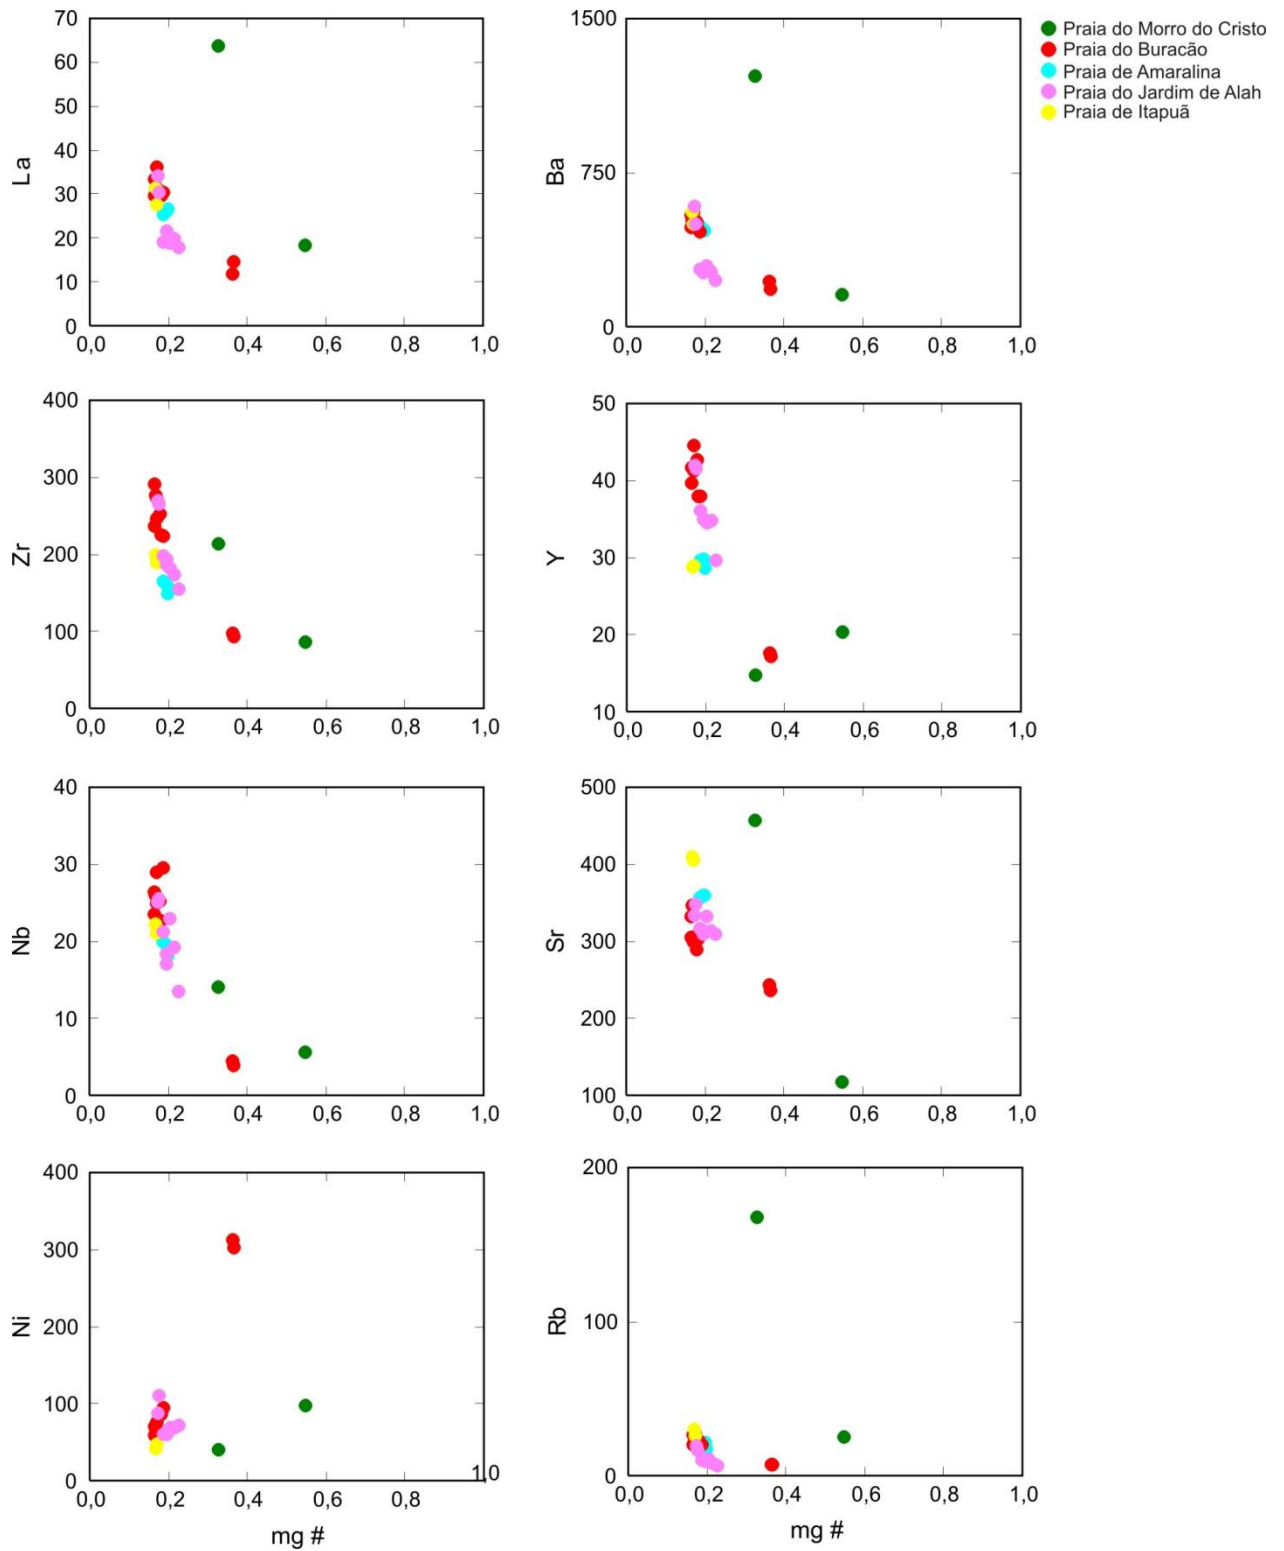 70
60
50
40
30
20
10
0
La
0,0 0,2 0,4 0,6 0,8 1,0
1500
750
0
Ba
0,0 0,2 0,4 0,6 0,8 1,0
Praia do Morro do Cristo
Praia do Buracão
Praia de Amaralina
Praia do Jardim de Alah
Praia de Itapuã
400
300
200
100
0
Zr
0,0 0,2 0,4 0,6 0,8 1,0
50
40
30
20
10
Y
0,0 0,2 0,4 0,6 0,8 1,0
40
30
20
10
0
Nb
0,0 0,2 0,4 0,6 0,8 1,0
500
400
300
200
100
Sr
0,0 0,2 0,4 0,6 0,8 1,0
400
300
200
100
0
Ni
0,0 0,2 0,4 0,6 0,8 1,0
mg #
200
100
0
Rb
0,0 0,2 0,4 0,6 0,8 1,0
mg #